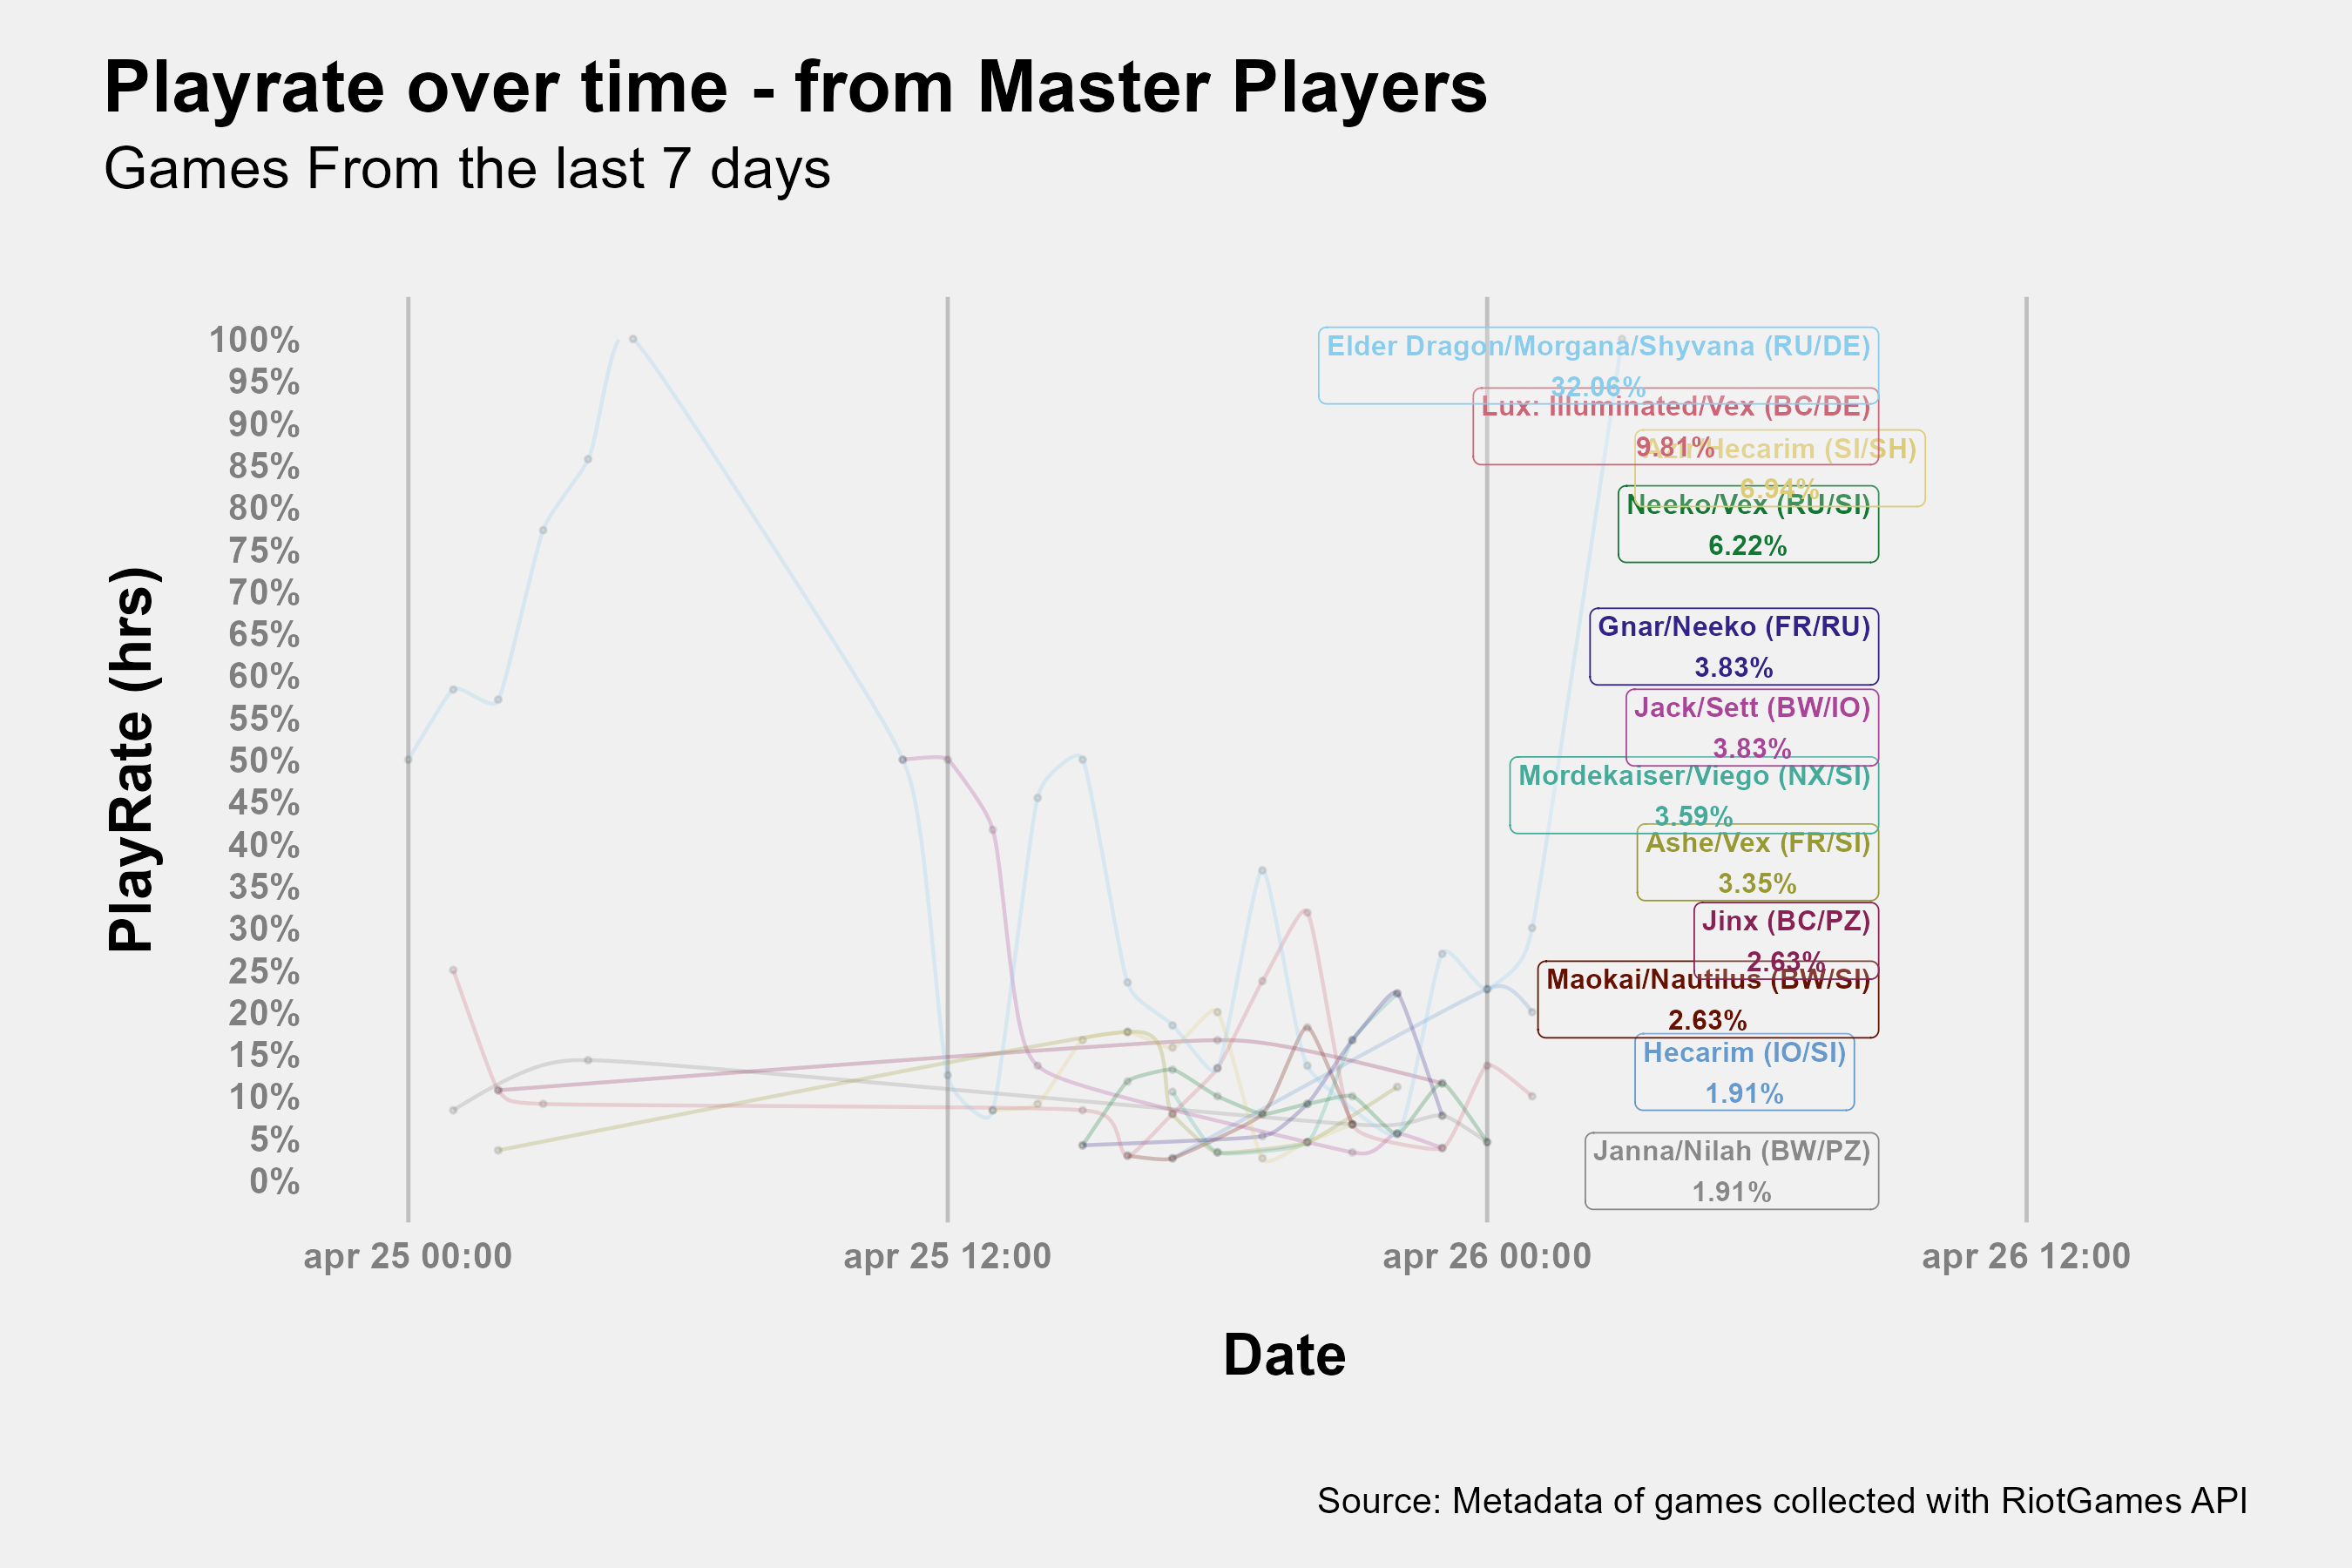 Playrate over time - from Master Players
Games From the last 7 days
PlayRate (hrs)
100%
95%
90%
85%
80%
75%
70%
65%
60%
55%
50%
45%
40%
35%
30%
25%
20%
15%
10%
5%
0%
Elder Dragon/Morgana/Shyvana (RU/DE)
32.06%
Lux: Illuminated/Vex (BC/DE)
9.81%
Azir/Hecarim (SI/SH)
6.94%
Neeko/Vex (RU/SI)
6.22%
Gnar/Neeko (FR/RU)
3.83%
Jack/Sett (BW/IO)
3.83%
Mordekaiser/Viego (NX/SI)
3.59%
Ashe/Vex (FR/SI)
3.35%
Jinx (BC/PZ)
2.63%
Maokai/Nautilus (BW/SI)
2.63%
Hecarim (IO/SI)
1.91%
Janna/Nilah (BW/PZ)
1.91%
apr 25 00:00
apr 25 12:00
apr 26 00:00
apr 26 12:00
Date
Source: Metadata of games collected with RiotGames API